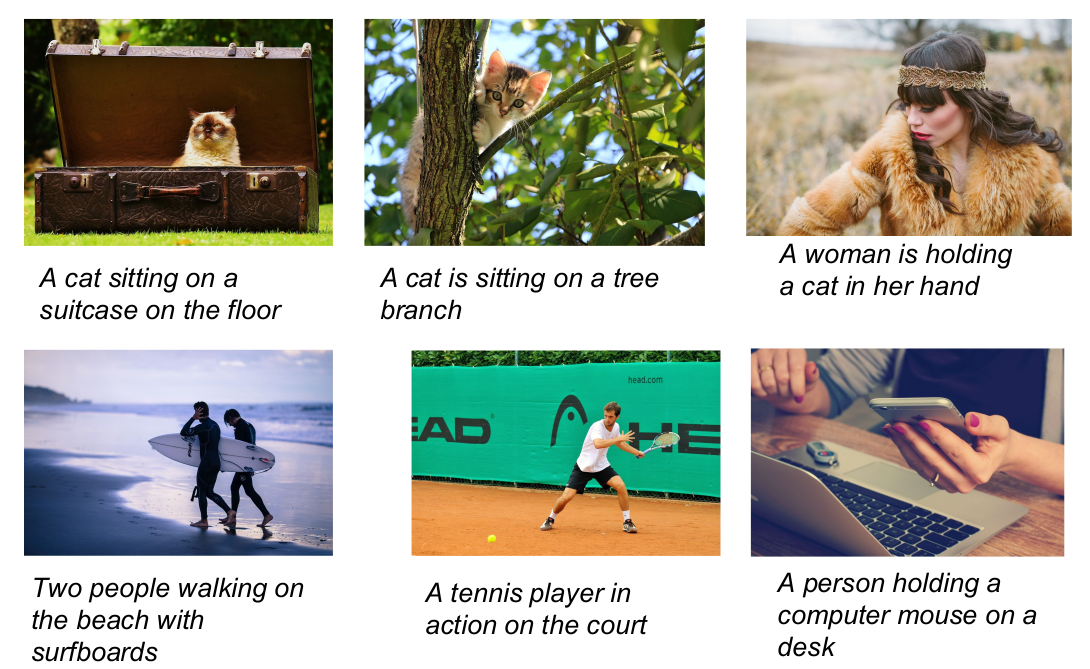 A cat sitting on a
suitcase on the floor
A cat is sitting on a tree
branch
A woman is holding
a cat in her hand
head.com
EAD
HE
Two people walking on
the beach with
surfboards
A tennis player in
action on the court
A person holding a
computer mouse on a
desk